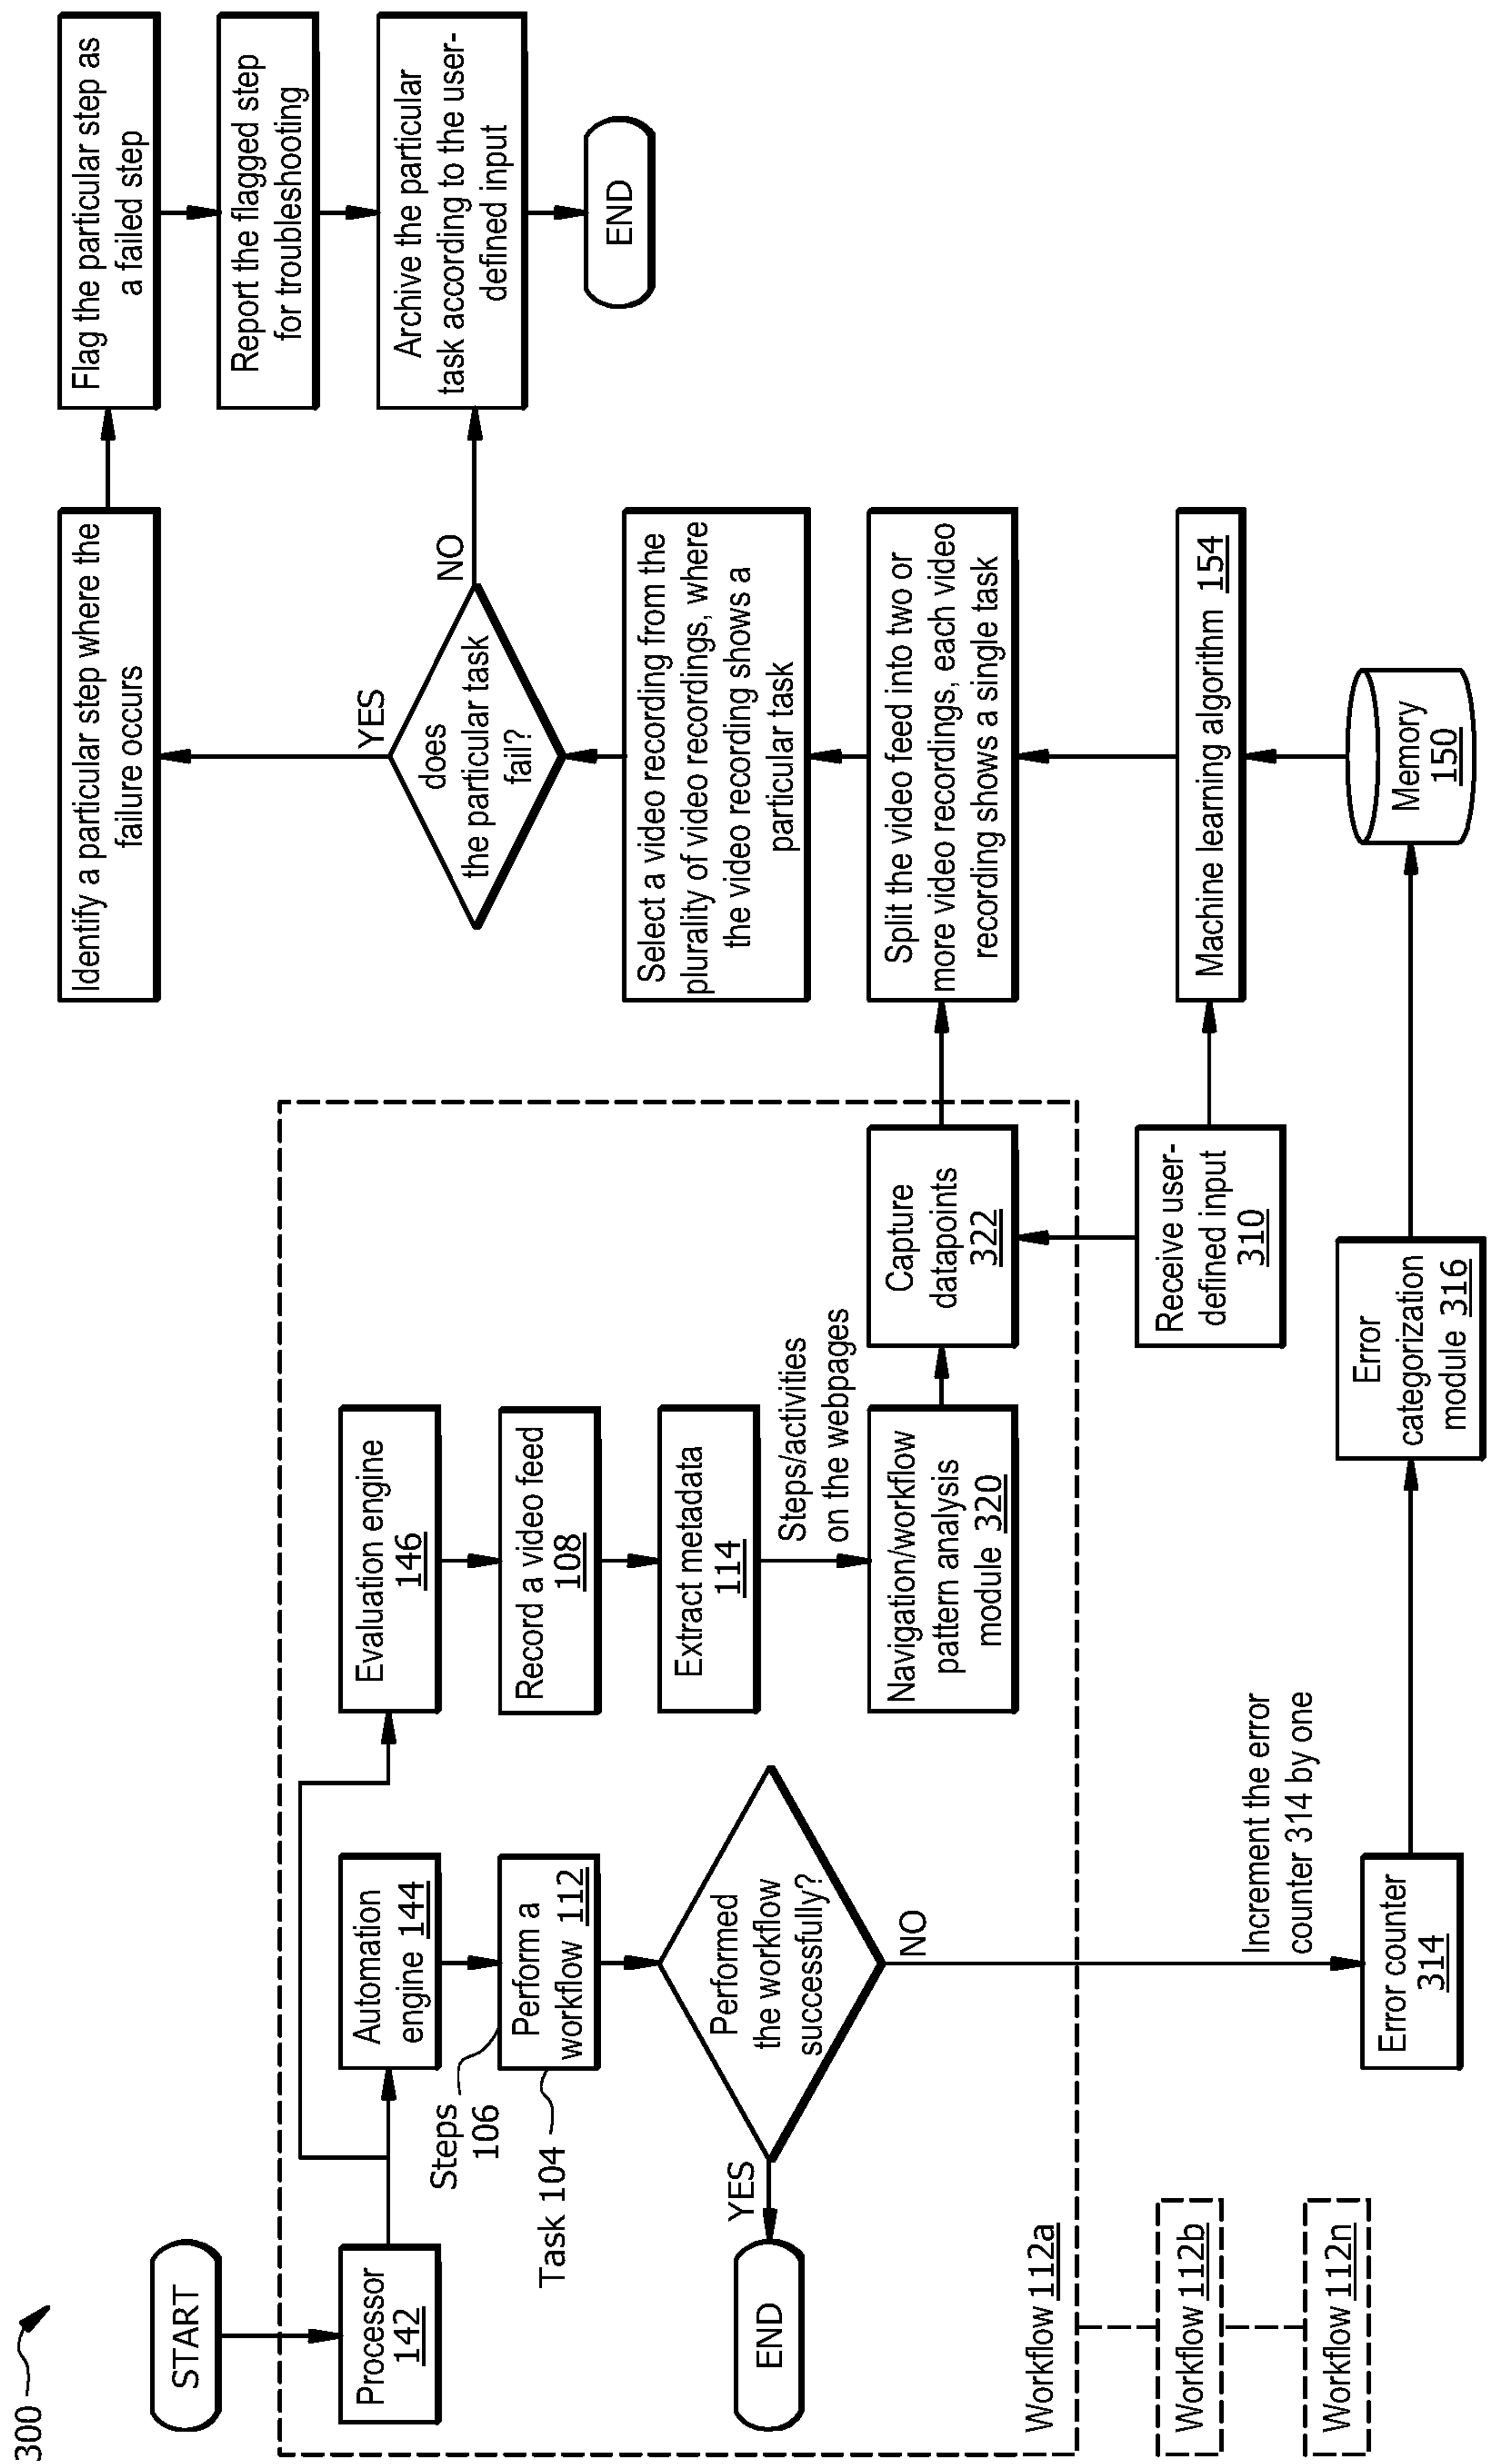 300
START
Processor
142
Automation
engine 144
Steps
106
Perform a
workflow 112
Task 104
Performed
the workflow
successfully?
YES
END
NO
Evaluation engine
146
Record a video feed
108
Extract metadata
114
Steps/activities
on the webpages
Navigation/workflow
pattern analysis
module 320
Capture
datapoints
322
Receive user-
defined input
310
Workflow 112a
Workflow 112b
Workflow 112n
Increment the error
counter 314 by one
Error counter
314
Error
categorization
module 316
Memory
150
Machine learning algorithm 154
Split the video feed into two or
more video recordings, each video
recording shows a single task
Select a video recording from the
plurality of video recordings, where
the video recording shows a
particular task
does
the particular task
fail?
YES
NO
Identify a particular step where the
failure occurs
Flag the particular step as
a failed step
Report the flagged step
for troubleshooting
Archive the particular
task according to the user-
defined input
END